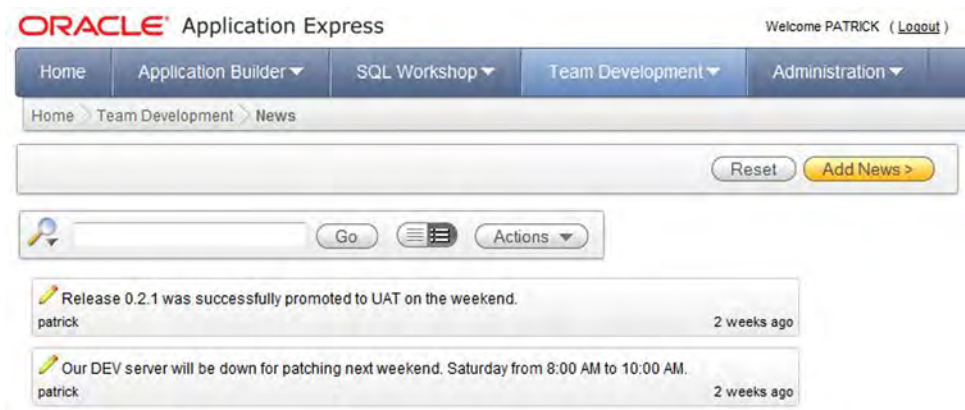 ORACLE Application Express Welcome PATRICK ( Logout )
Home Application Builder SQL Workshop Team Development Administration
Home Team Development News
Reset Add News >
Go Actions
Release 0.2.1 was successfully promoted to UAT on the weekend.
patrick 2 weeks ago
Our DEV server will be down for patching next weekend. Saturday from 8:00 AM to 10:00 AM.
patrick 2 weeks ago